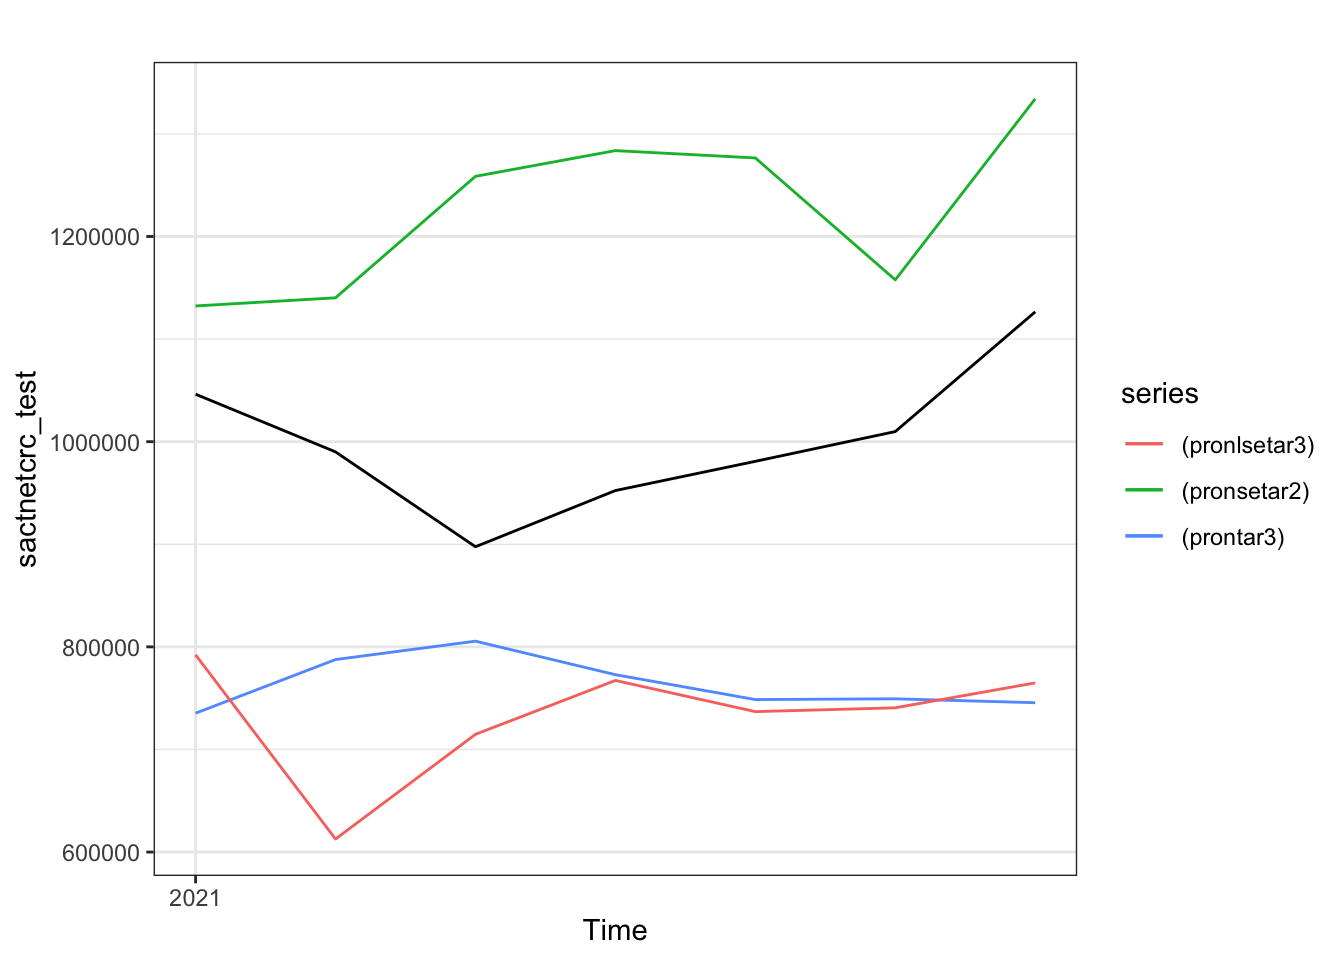 1200000
1000000
800000
600000
sactnetcrc_test
2021
Time
series
(pronlsetar3)
(pronsetar2)
(prontar3)